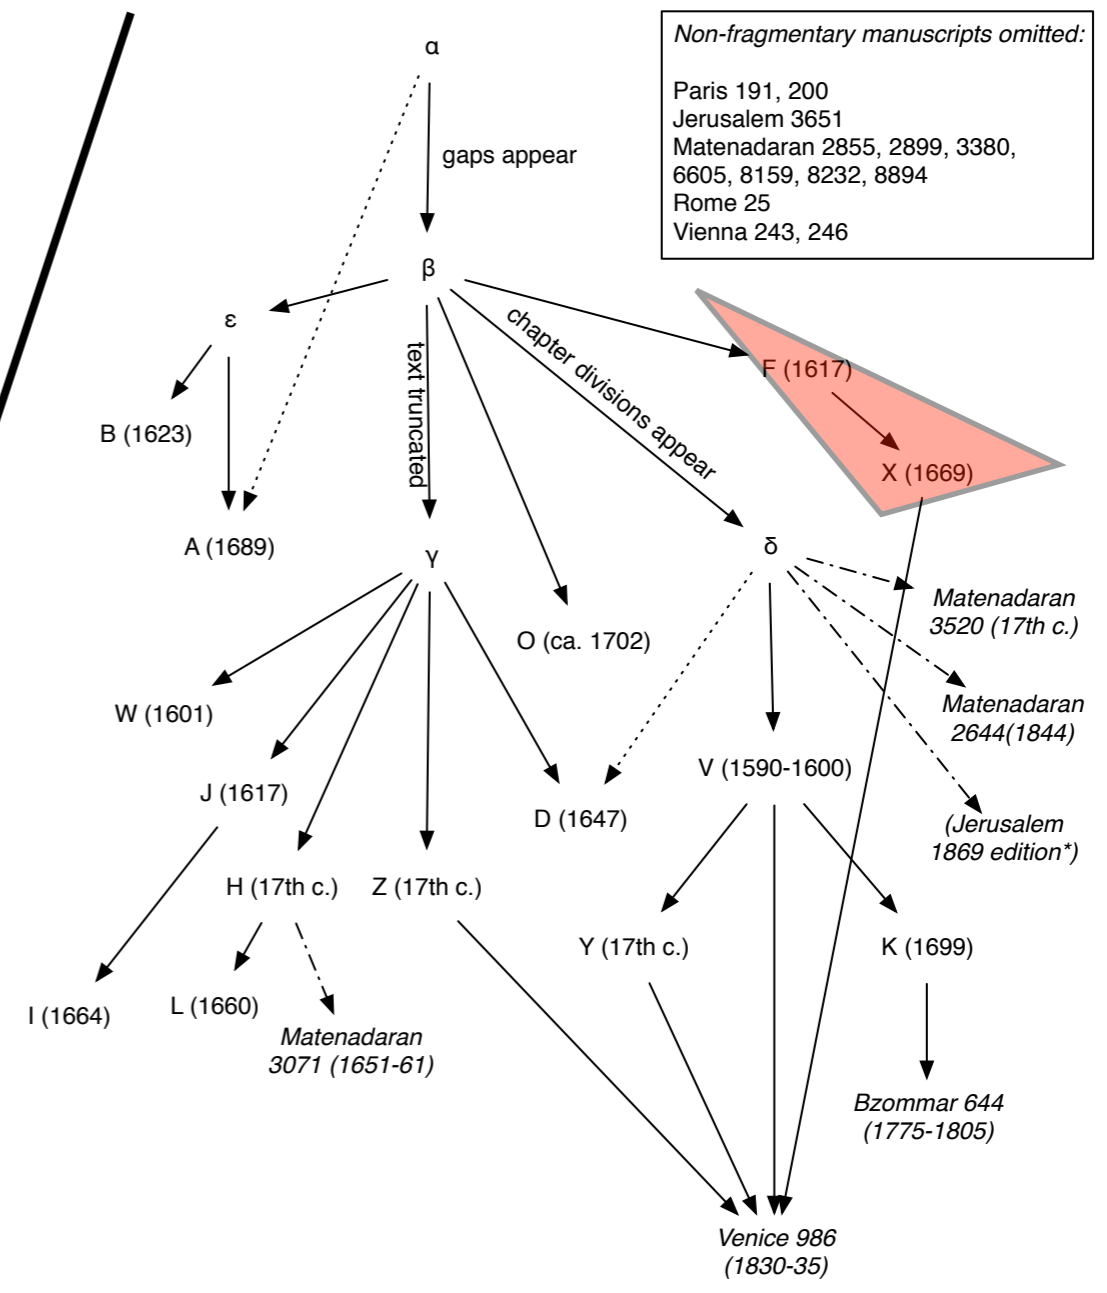 α
Non-fragmentary manuscripts omitted:
Paris 191, 200
Jerusalem 3651
Matenadaran 2855, 2899, 3380,
6605, 8159, 8232, 8894
Rome 25
Vienna 243, 246
gaps appear
β
ε
chapter divisions appear
text truncated
F (1617)
B (1623)
X (1669)
A (1689)
γ
δ
Matenadaran
3520 (17th c.)
O (ca. 1702)
W (1601)
Matenadaran
2644(1844)
V (1590-1600)
J (1617)
D (1647)
(Jerusalem
1869 edition*)
H (17th c.)
Z (17th c.)
Y (17th c.)
K (1699)
I (1664)
L (1660)
Matenadaran
3071 (1651-61)
Bzommar 644
(1775-1805)
Venice 986
(1830-35)